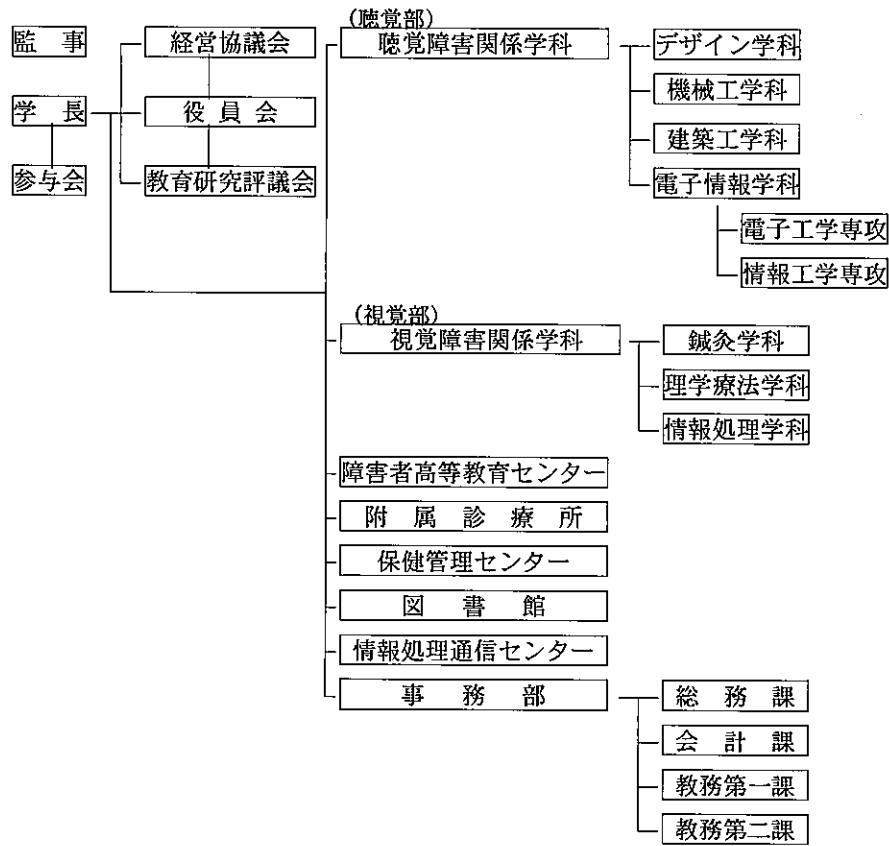 監事
学長
参与会
経営協議会
役員会
教育研究評議会
(聴覚部)
聴覚障害関係学科
デザイン学科
機械工学科
建築工学科
電子情報学科
電子工学専攻
情報工学専攻
(視覚部)
視覚障害関係学科
鍼灸学科
理学療法学科
情報処理学科
障害者高等教育センター
附属診療所
保健管理センター
図書館
情報処理通信センター
事務部
総務課
会計課
教務第一課
教務第二課